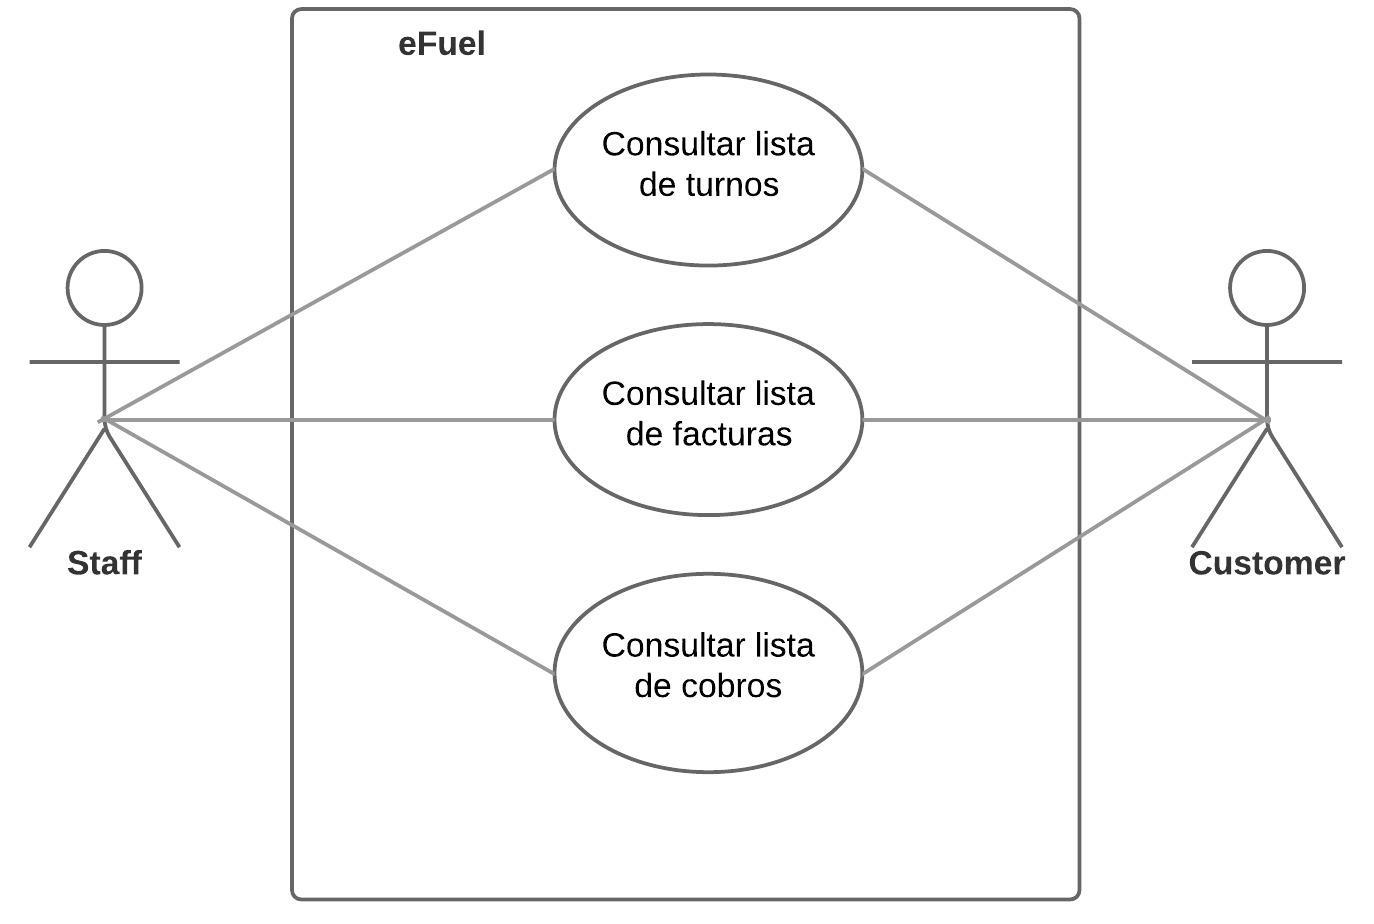 eFuel
Consultar lista
de turnos
Consultar lista
de facturas
Staff
Customer
Consultar lista
de cobros